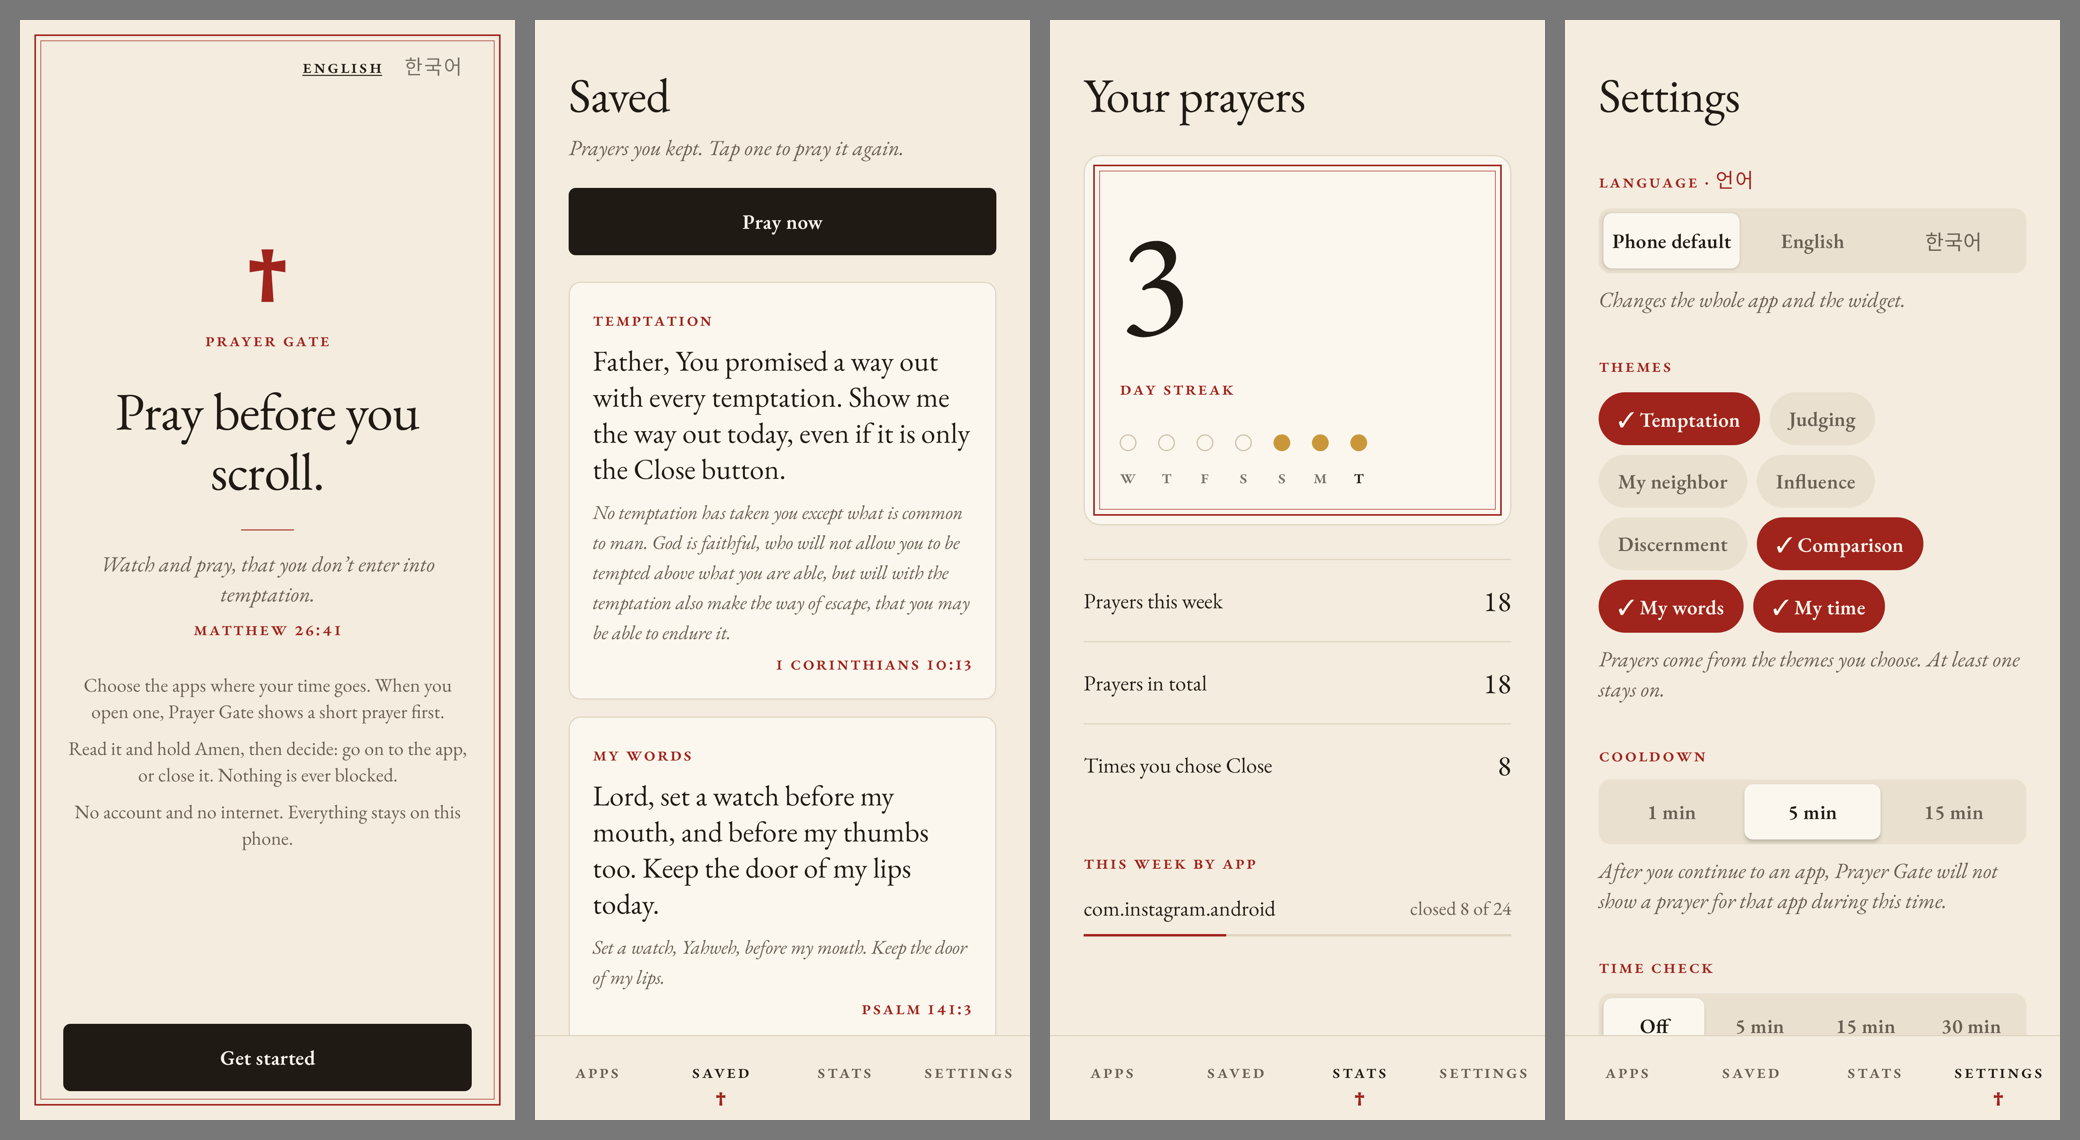 ENGLISH 한국어
PRAYER GATE
Pray before you
scroll.
Watch and pray, that you don't enter into
temptation.
MATTHEW 26:41
Choose the apps where your time goes. When you
open one, Prayer Gate shows a short prayer first.
Read it and hold Amen, then decide: go on to the app,
or close it. Nothing is ever blocked.
No account and no internet. Everything stays on this
phone.
Get started
Saved
Prayers you kept. Tap one to pray it again.
Pray now
TEMPTATION
Father, You promised a way out
with every temptation. Show me
the way out today, even if it is only
the Close button.
No temptation has taken you except what is common
to man. God is faithful, who will not allow you to be
tempted above what you are able, but will with the
temptation also make the way of escape, that you may
be able to endure it.
1 CORINTHIANS 10:13
MY WORDS
Lord, set a watch before my
mouth, and before my thumbs
too. Keep the door of my lips
today.
Set a watch, Yahweh, before my mouth. Keep the door
of my lips.
PSALM 141:3
APPS SAVED STATS SETTINGS
Your prayers
3
DAY STREAK
W T F S S M T
Prayers this week 18
Prayers in total 18
Times you chose Close 8
THIS WEEK BY APP
com.instagram.android closed 8 of 24
APPS SAVED STATS SETTINGS
Settings
LANGUAGE · 언어
Phone default English 한국어
Changes the whole app and the widget.
THEMES
✓ Temptation Judging
My neighbor Influence
Discernment ✓ Comparison
✓ My words ✓ My time
Prayers come from the themes you choose. At least one
stays on.
COOLDOWN
1 min 5 min 15 min
After you continue to an app, Prayer Gate will not
show a prayer for that app during this time.
TIME CHECK
Off 5 min 15 min 30 min
APPS SAVED STATS SETTINGS